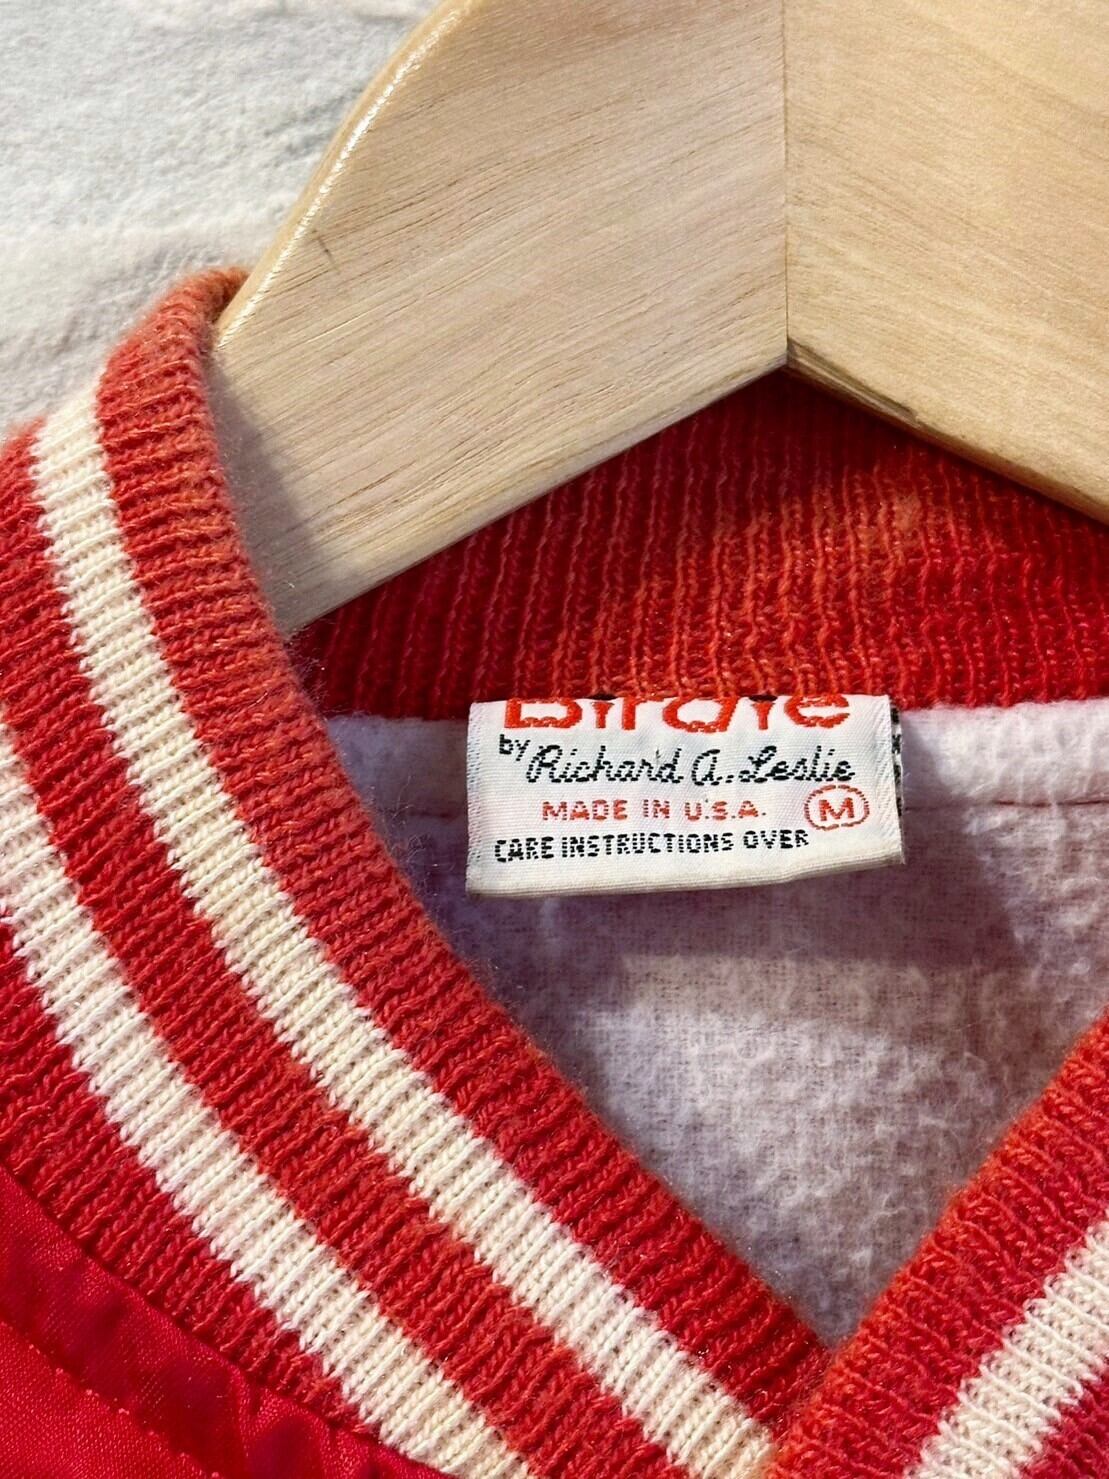 Birdie
by Richard A. Leslie
MADE IN U.S.A. M
CARE INSTRUCTIONS OVER